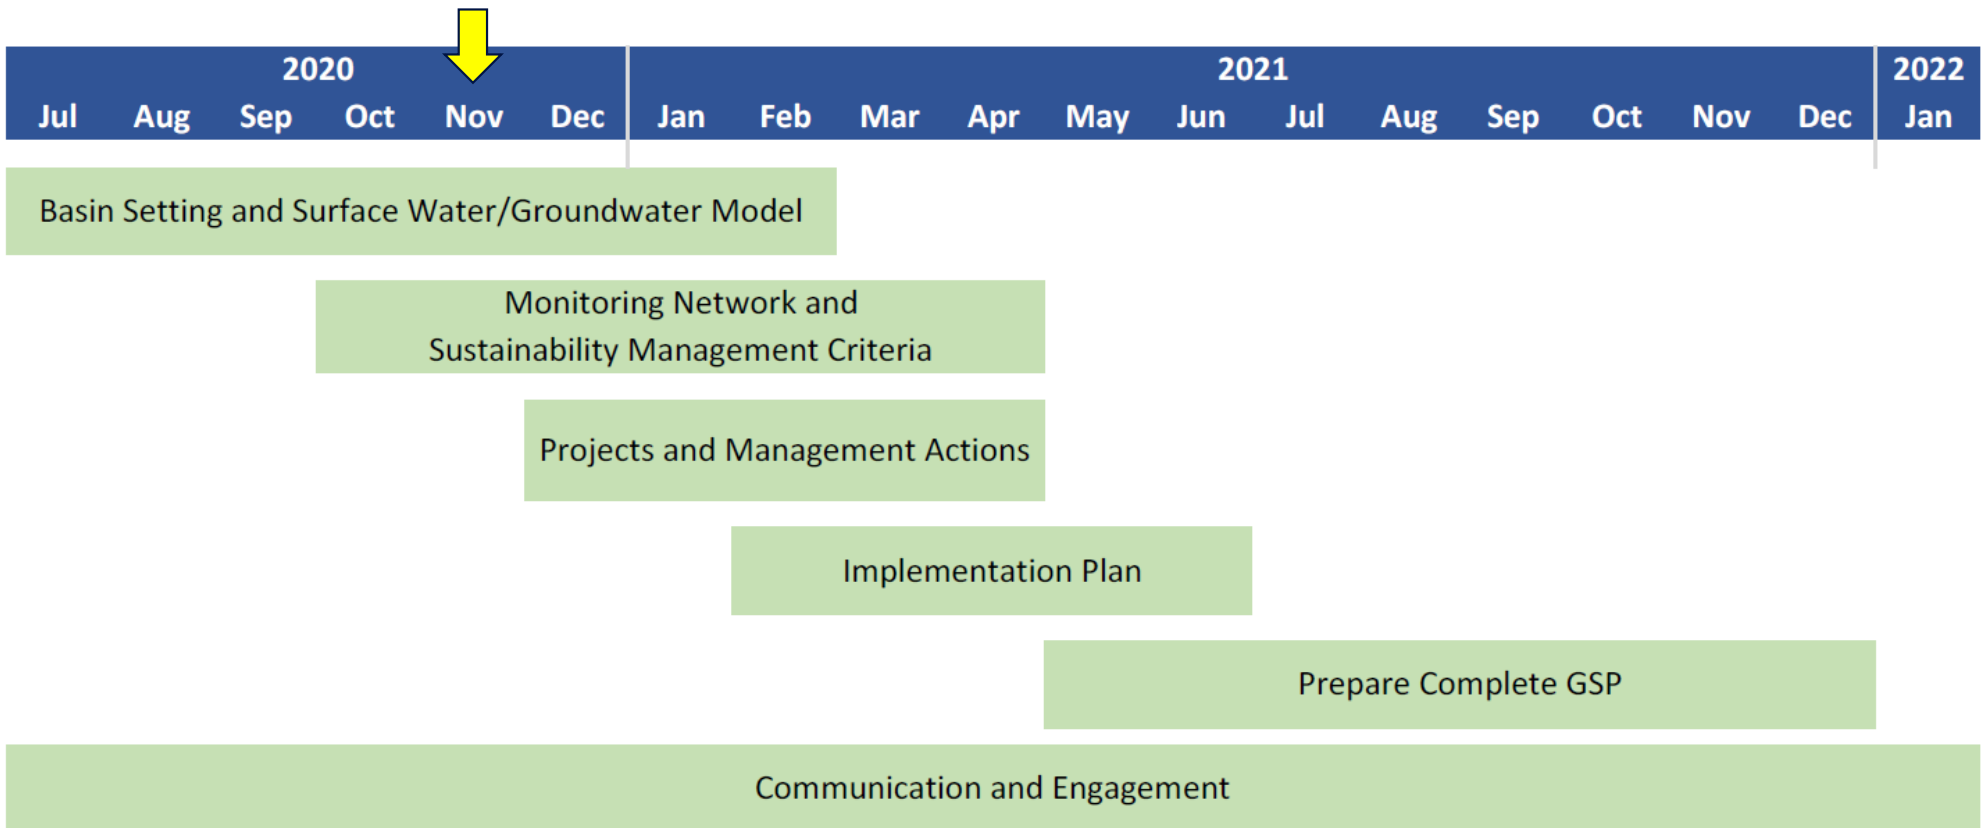 2020 2021 2022
Jul Aug Sep Oct Nov Dec Jan Feb Mar Apr May Jun Jul Aug Sep Oct Nov Dec Jan
Basin Setting and Surface Water/Groundwater Model
Monitoring Network and
Sustainability Management Criteria
Projects and Management Actions
Implementation Plan
Prepare Complete GSP
Communication and Engagement